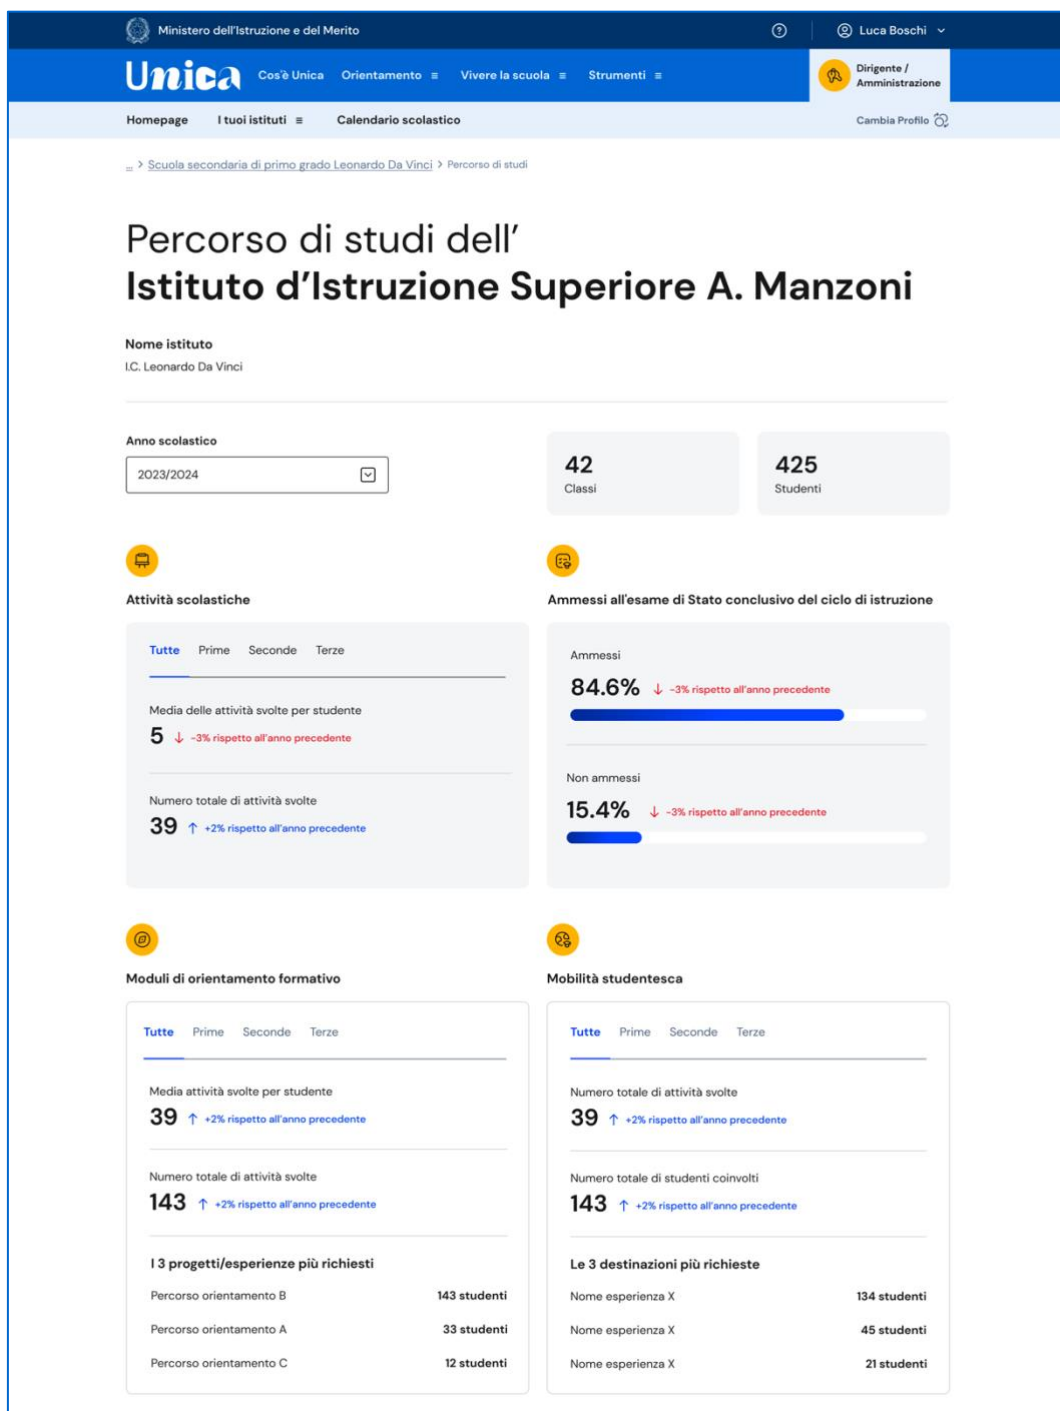 Ministero dell'Istruzione e del Merito
Luca Boschi
Unica
Cos'è Unica
Orientamento
Vivere la scuola
Strumenti
Dirigente /
Amministrazione
Homepage
I tuoi istituti
Calendario scolastico
Cambia Profilo
... > Scuola secondaria di primo grado Leonardo Da Vinci > Percorso di studi
Percorso di studi dell'
Istituto d'Istruzione Superiore A. Manzoni
Nome istituto
I.C. Leonardo Da Vinci
Anno scolastico
2023/2024
42
Classi
425
Studenti
Attività scolastiche
Tutte Prime Seconde Terze
Media delle attività svolte per studente
5 ↓ -3% rispetto all'anno precedente
Numero totale di attività svolte
39 ↑ +2% rispetto all'anno precedente
Ammessi all'esame di Stato conclusivo del ciclo di istruzione
Ammessi
84.6% ↓ -3% rispetto all'anno precedente
Non ammessi
15.4% ↓ -3% rispetto all'anno precedente
Moduli di orientamento formativo
Tutte Prime Seconde Terze
Media attività svolte per studente
39 ↑ +2% rispetto all'anno precedente
Numero totale di attività svolte
143 ↑ +2% rispetto all'anno precedente
I 3 progetti/esperienze più richiesti
Percorso orientamento B 143 studenti
Percorso orientamento A 33 studenti
Percorso orientamento C 12 studenti
Mobilità studentesca
Tutte Prime Seconde Terze
Numero totale di attività svolte
39 ↑ +2% rispetto all'anno precedente
Numero totale di studenti coinvolti
143 ↑ +2% rispetto all'anno precedente
Le 3 destinazioni più richieste
Nome esperienza X 134 studenti
Nome esperienza X 45 studenti
Nome esperienza X 21 studenti